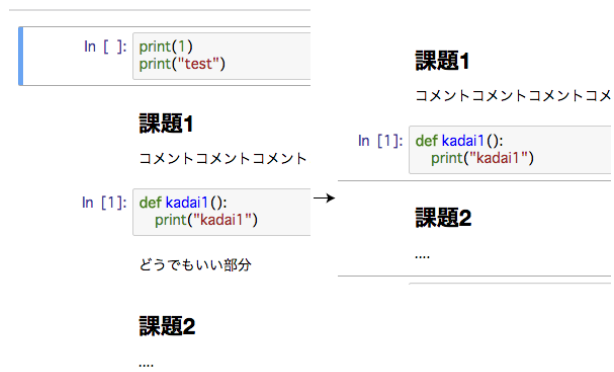 In [ ]: print(1)
print("test")
課題1
コメントコメントコメント
In [1]: def kadai1():
print("kadai1")
どうでもいい部分
課題2
....
→
課題1
コメントコメントコメントコメ
In [1]: def kadai1():
print("kadai1")
課題2
....